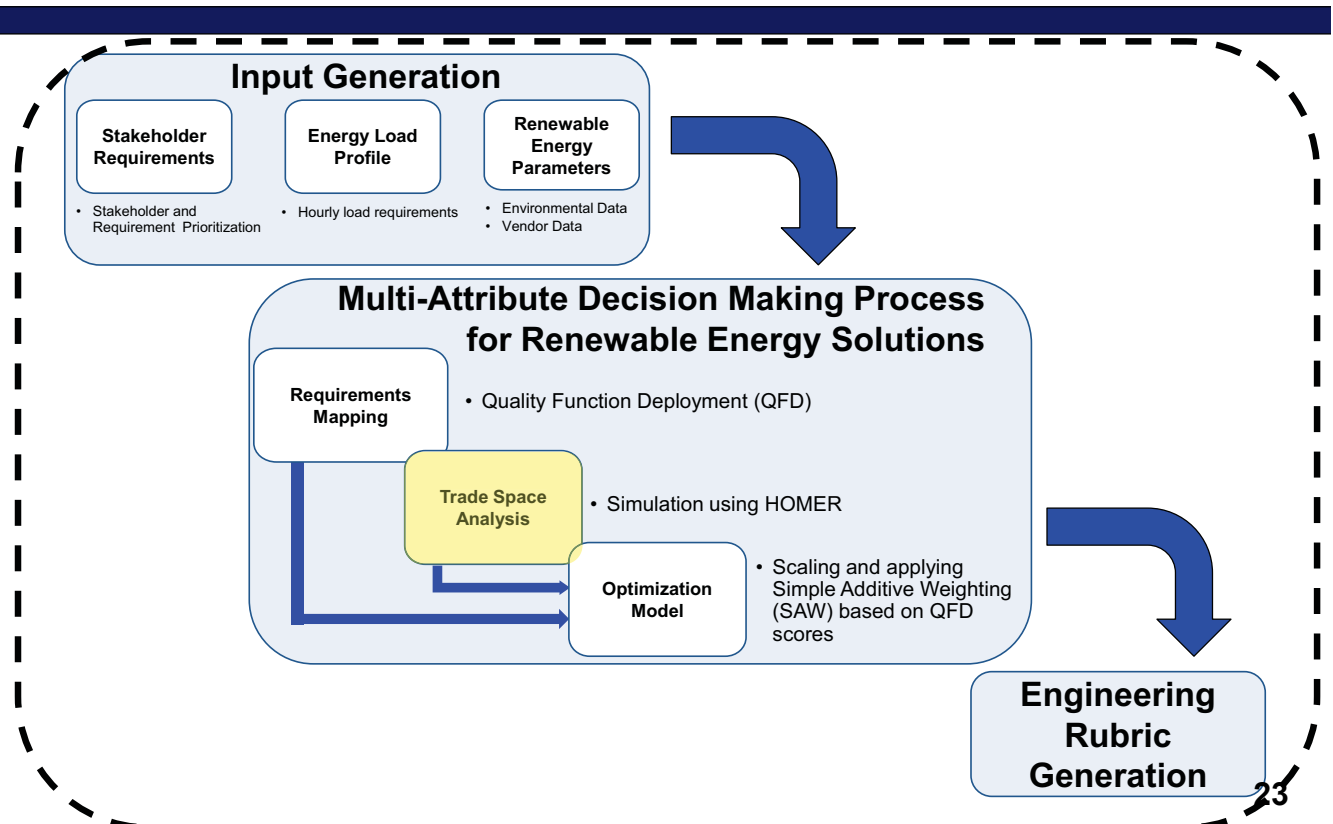 Input Generation
Stakeholder
Requirements
• Stakeholder and
Requirement Prioritization
Energy Load
Profile
• Hourly load requirements
Renewable
Energy
Parameters
• Environmental Data
• Vendor Data
Multi-Attribute Decision Making Process
for Renewable Energy Solutions
Requirements
Mapping
• Quality Function Deployment (QFD)
Trade Space
Analysis
• Simulation using HOMER
Optimization
Model
• Scaling and applying
Simple Additive Weighting
(SAW) based on QFD
scores
Engineering
Rubric
Generation
23